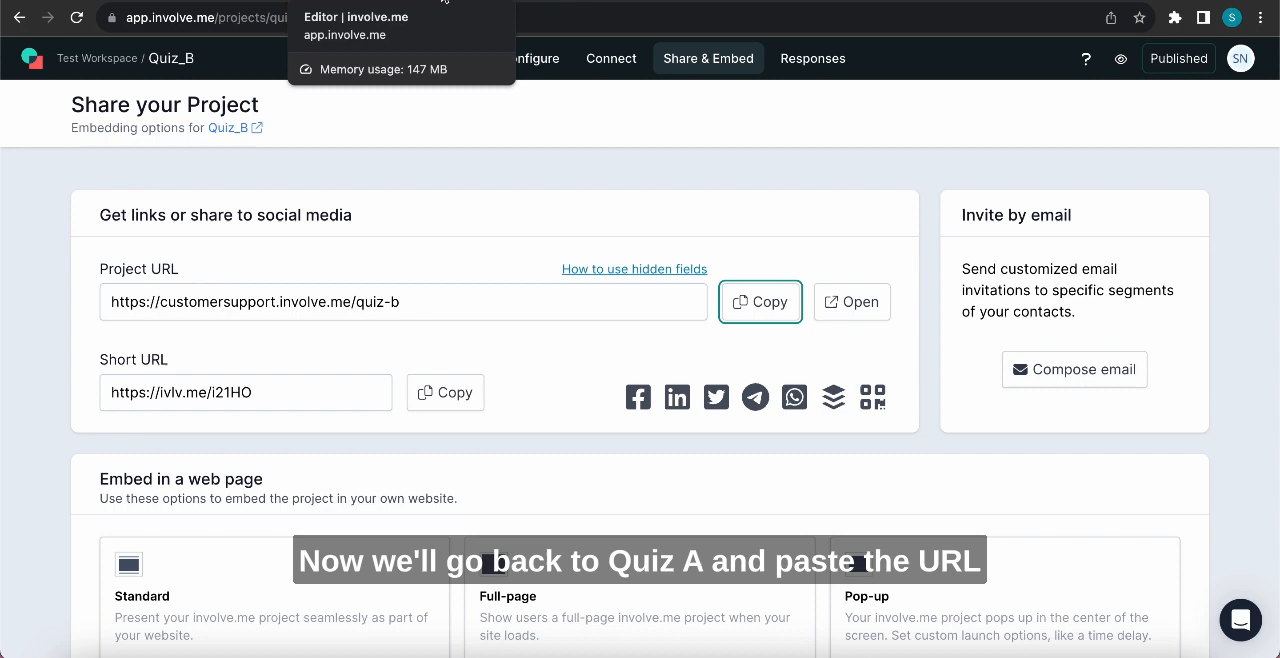 app.involve.me/projects/qui
Editor | involve.me
app.involve.me
Memory usage: 147 MB
S
Test Workspace / Quiz_B
nfigure
Connect
Share & Embed
Responses
?
Published
SN
Share your Project
Embedding options for Quiz_B
Get links or share to social media
Project URL
How to use hidden fields
https://customersupport.involve.me/quiz-b
Copy
Open
Short URL
https://ivlv.me/i21HO
Copy
Invite by email
Send customized email
invitations to specific segments
of your contacts.
Compose email
Embed in a web page
Use these options to embed the project in your own website.
Now we'll go back to Quiz A and paste the URL
Standard
Present your involve.me project seamlessly as part of
your website.
Full-page
Show users a full-page involve.me project when your
site loads.
Pop-up
Your involve.me project pops up in the center of the
screen. Set custom launch options, like a time delay.